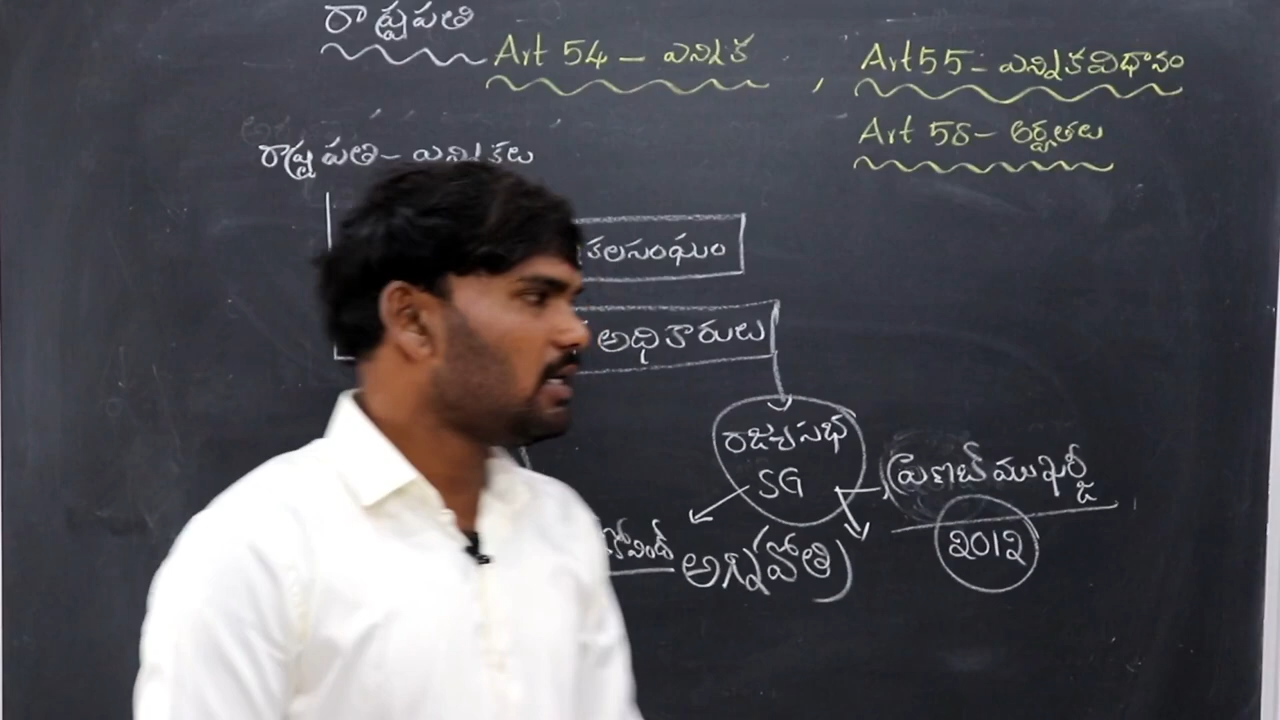 రాష్ట్రపతి
Art 54 - ఎన్నిక , Art 55 - ఎన్నికవిధానం
Art 58 - అర్హతలు
రాష్ట్రపతి - ఎన్నికలు
కలసంఘం
అధికారులు
రాజ్యసభ
SG
ప్రణబ్ ముఖర్జీ
2012
గోవింద్
అగ్నిహోత్రి